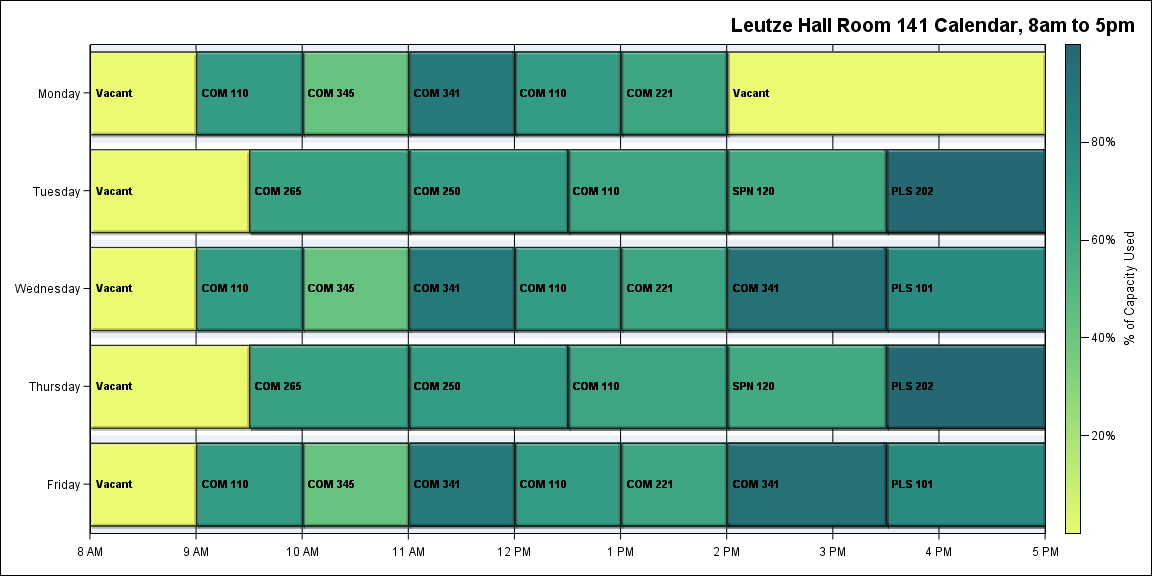 Leutze Hall Room 141 Calendar, 8am to 5pm
Monday
Vacant
COM 110
COM 345
COM 341
COM 110
COM 221
Vacant
Tuesday
Vacant
COM 265
COM 250
COM 110
SPN 120
PLS 202
Wednesday
Vacant
COM 110
COM 345
COM 341
COM 110
COM 221
COM 341
PLS 101
Thursday
Vacant
COM 265
COM 250
COM 110
SPN 120
PLS 202
Friday
Vacant
COM 110
COM 345
COM 341
COM 110
COM 221
COM 341
PLS 101
8 AM
9 AM
10 AM
11 AM
12 PM
1 PM
2 PM
3 PM
4 PM
5 PM
80%
60%
40%
20%
% of Capacity Used